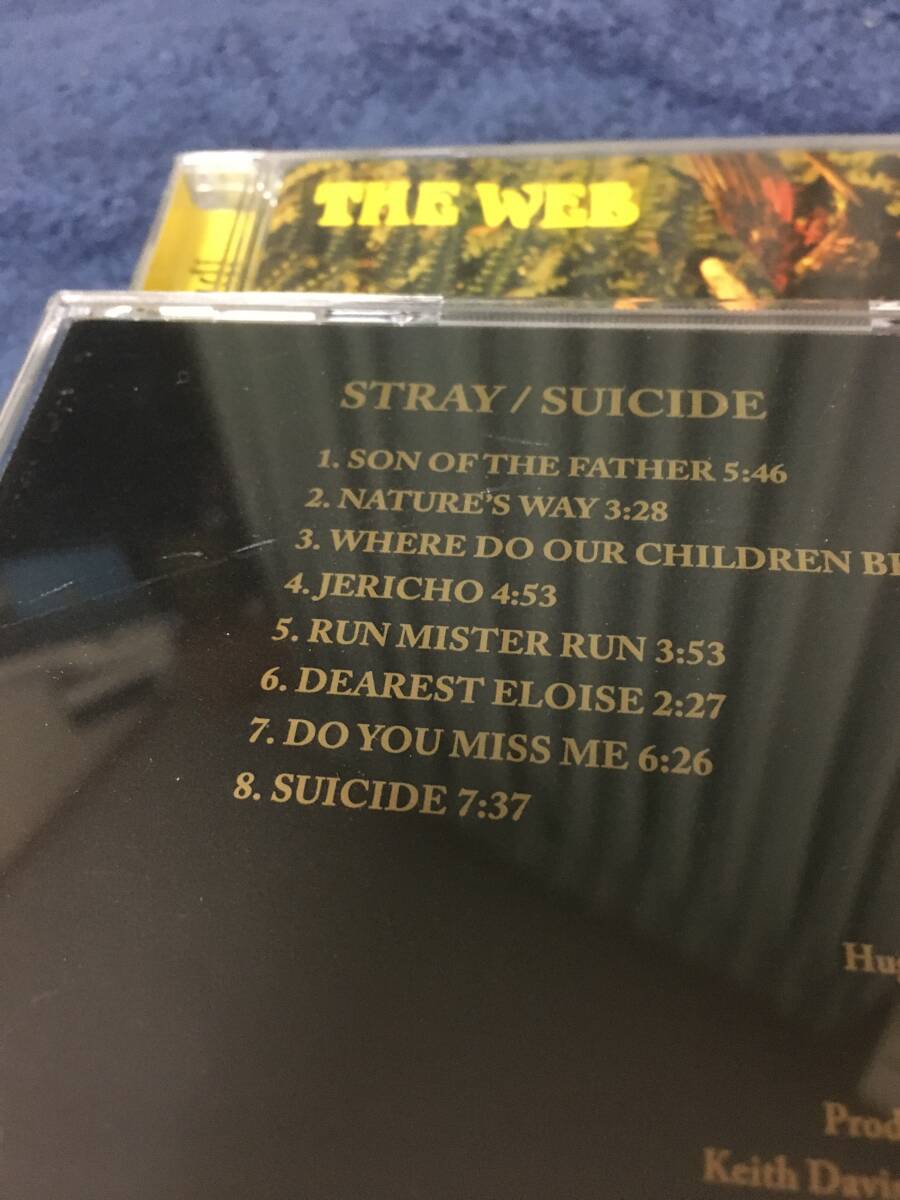 THE WEB
STRAY / SUICIDE
1. SON OF THE FATHER 5:46
2. NATURE'S WAY 3:28
3. WHERE DO OUR CHILDREN
4. JERICHO 4:53
5. RUN MISTER RUN 3:53
6. DEAREST ELOISE 2:27
7. DO YOU MISS ME 6:26
8. SUICIDE 7:37
Keith